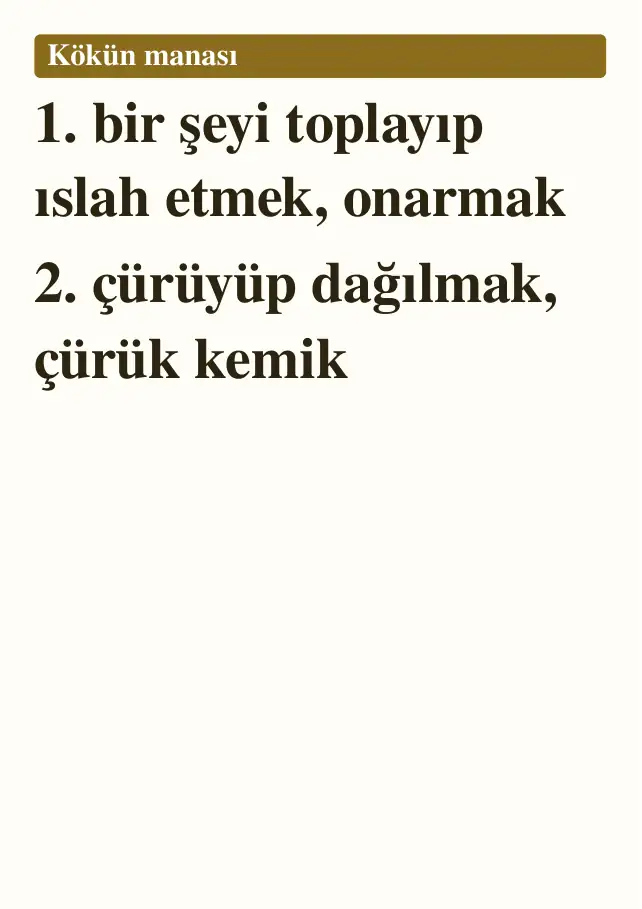 Kökün manası
1. bir şeyi toplayıp
ıslah etmek, onarmak
2. çürüyüp dağılmak,
çürük kemik